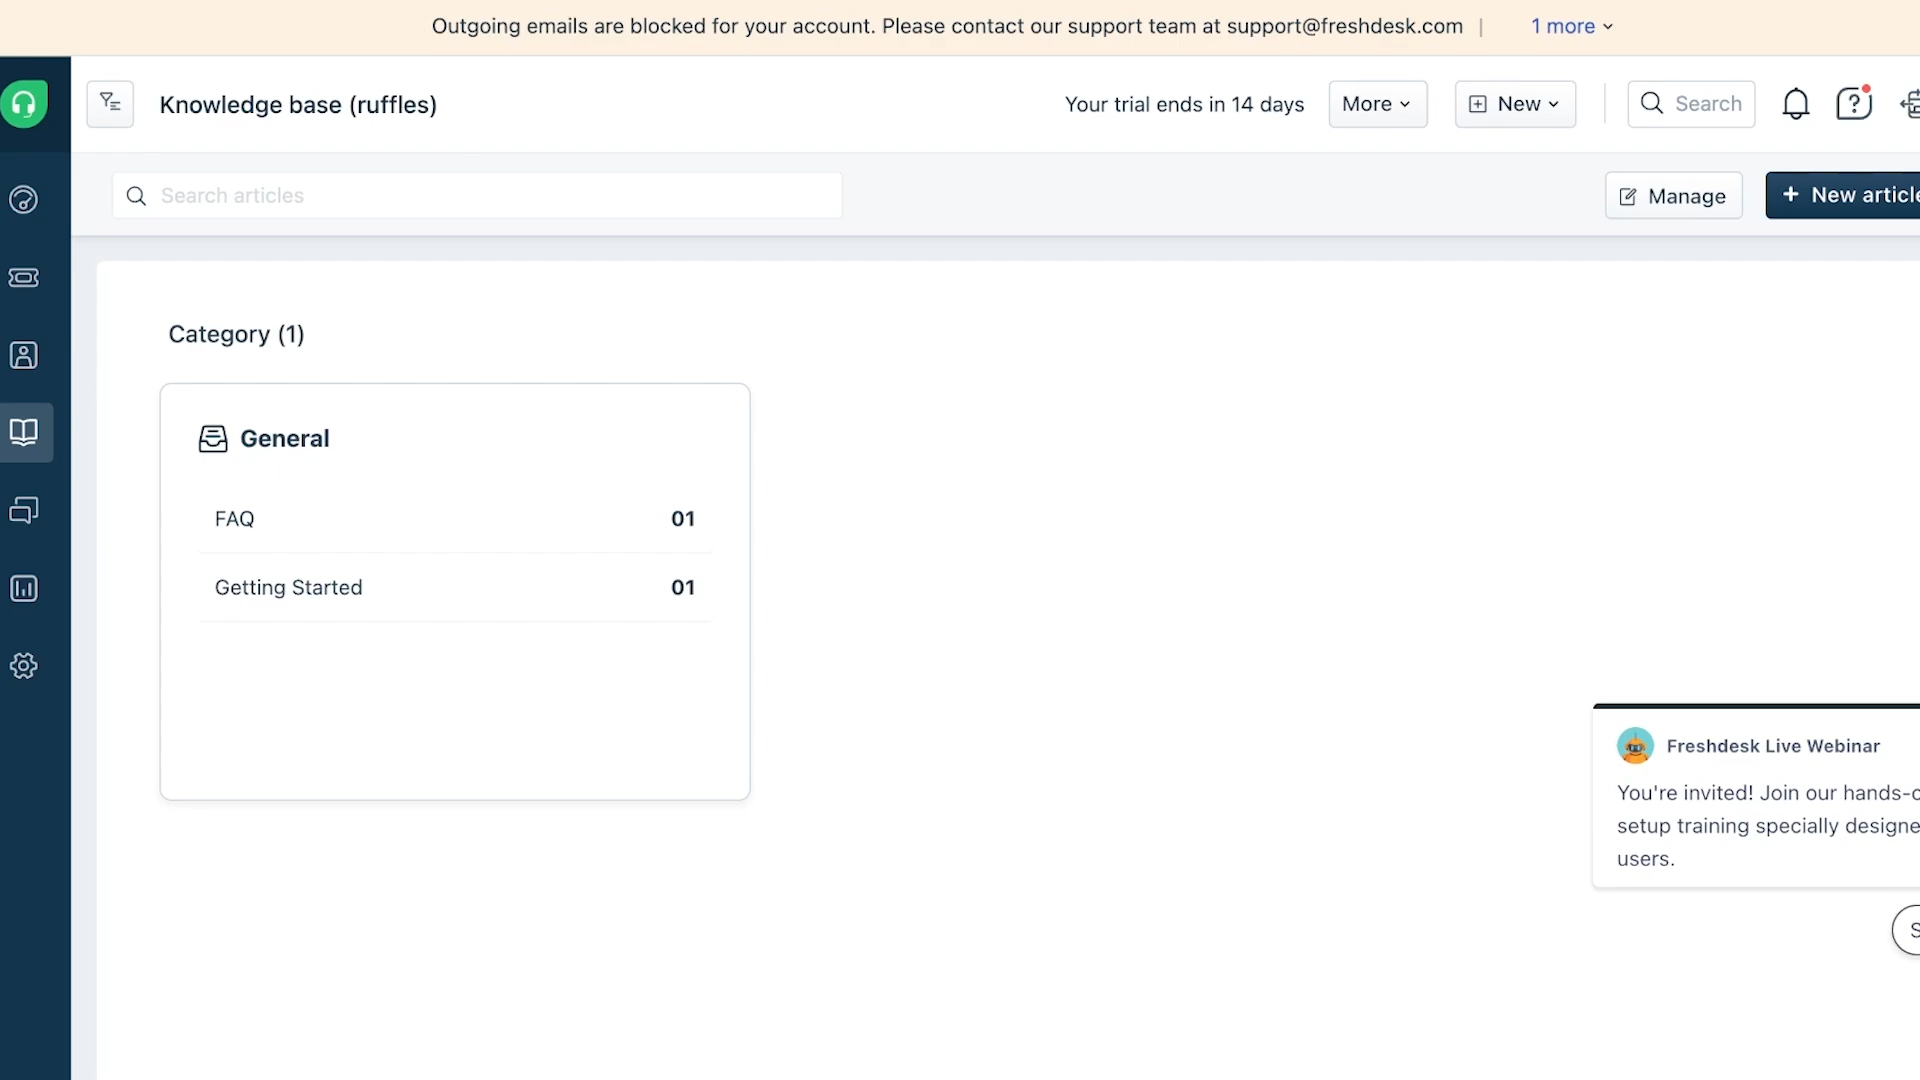 Outgoing emails are blocked for your account. Please contact our support team at support@freshdesk.com | 1 more
Knowledge base (ruffles)
Your trial ends in 14 days
More
New
Search
Search articles
Manage
+ New article
Category (1)
General
FAQ 01
Getting Started 01
Freshdesk Live Webinar
You're invited! Join our hands-
setup training specially designe
users.
S